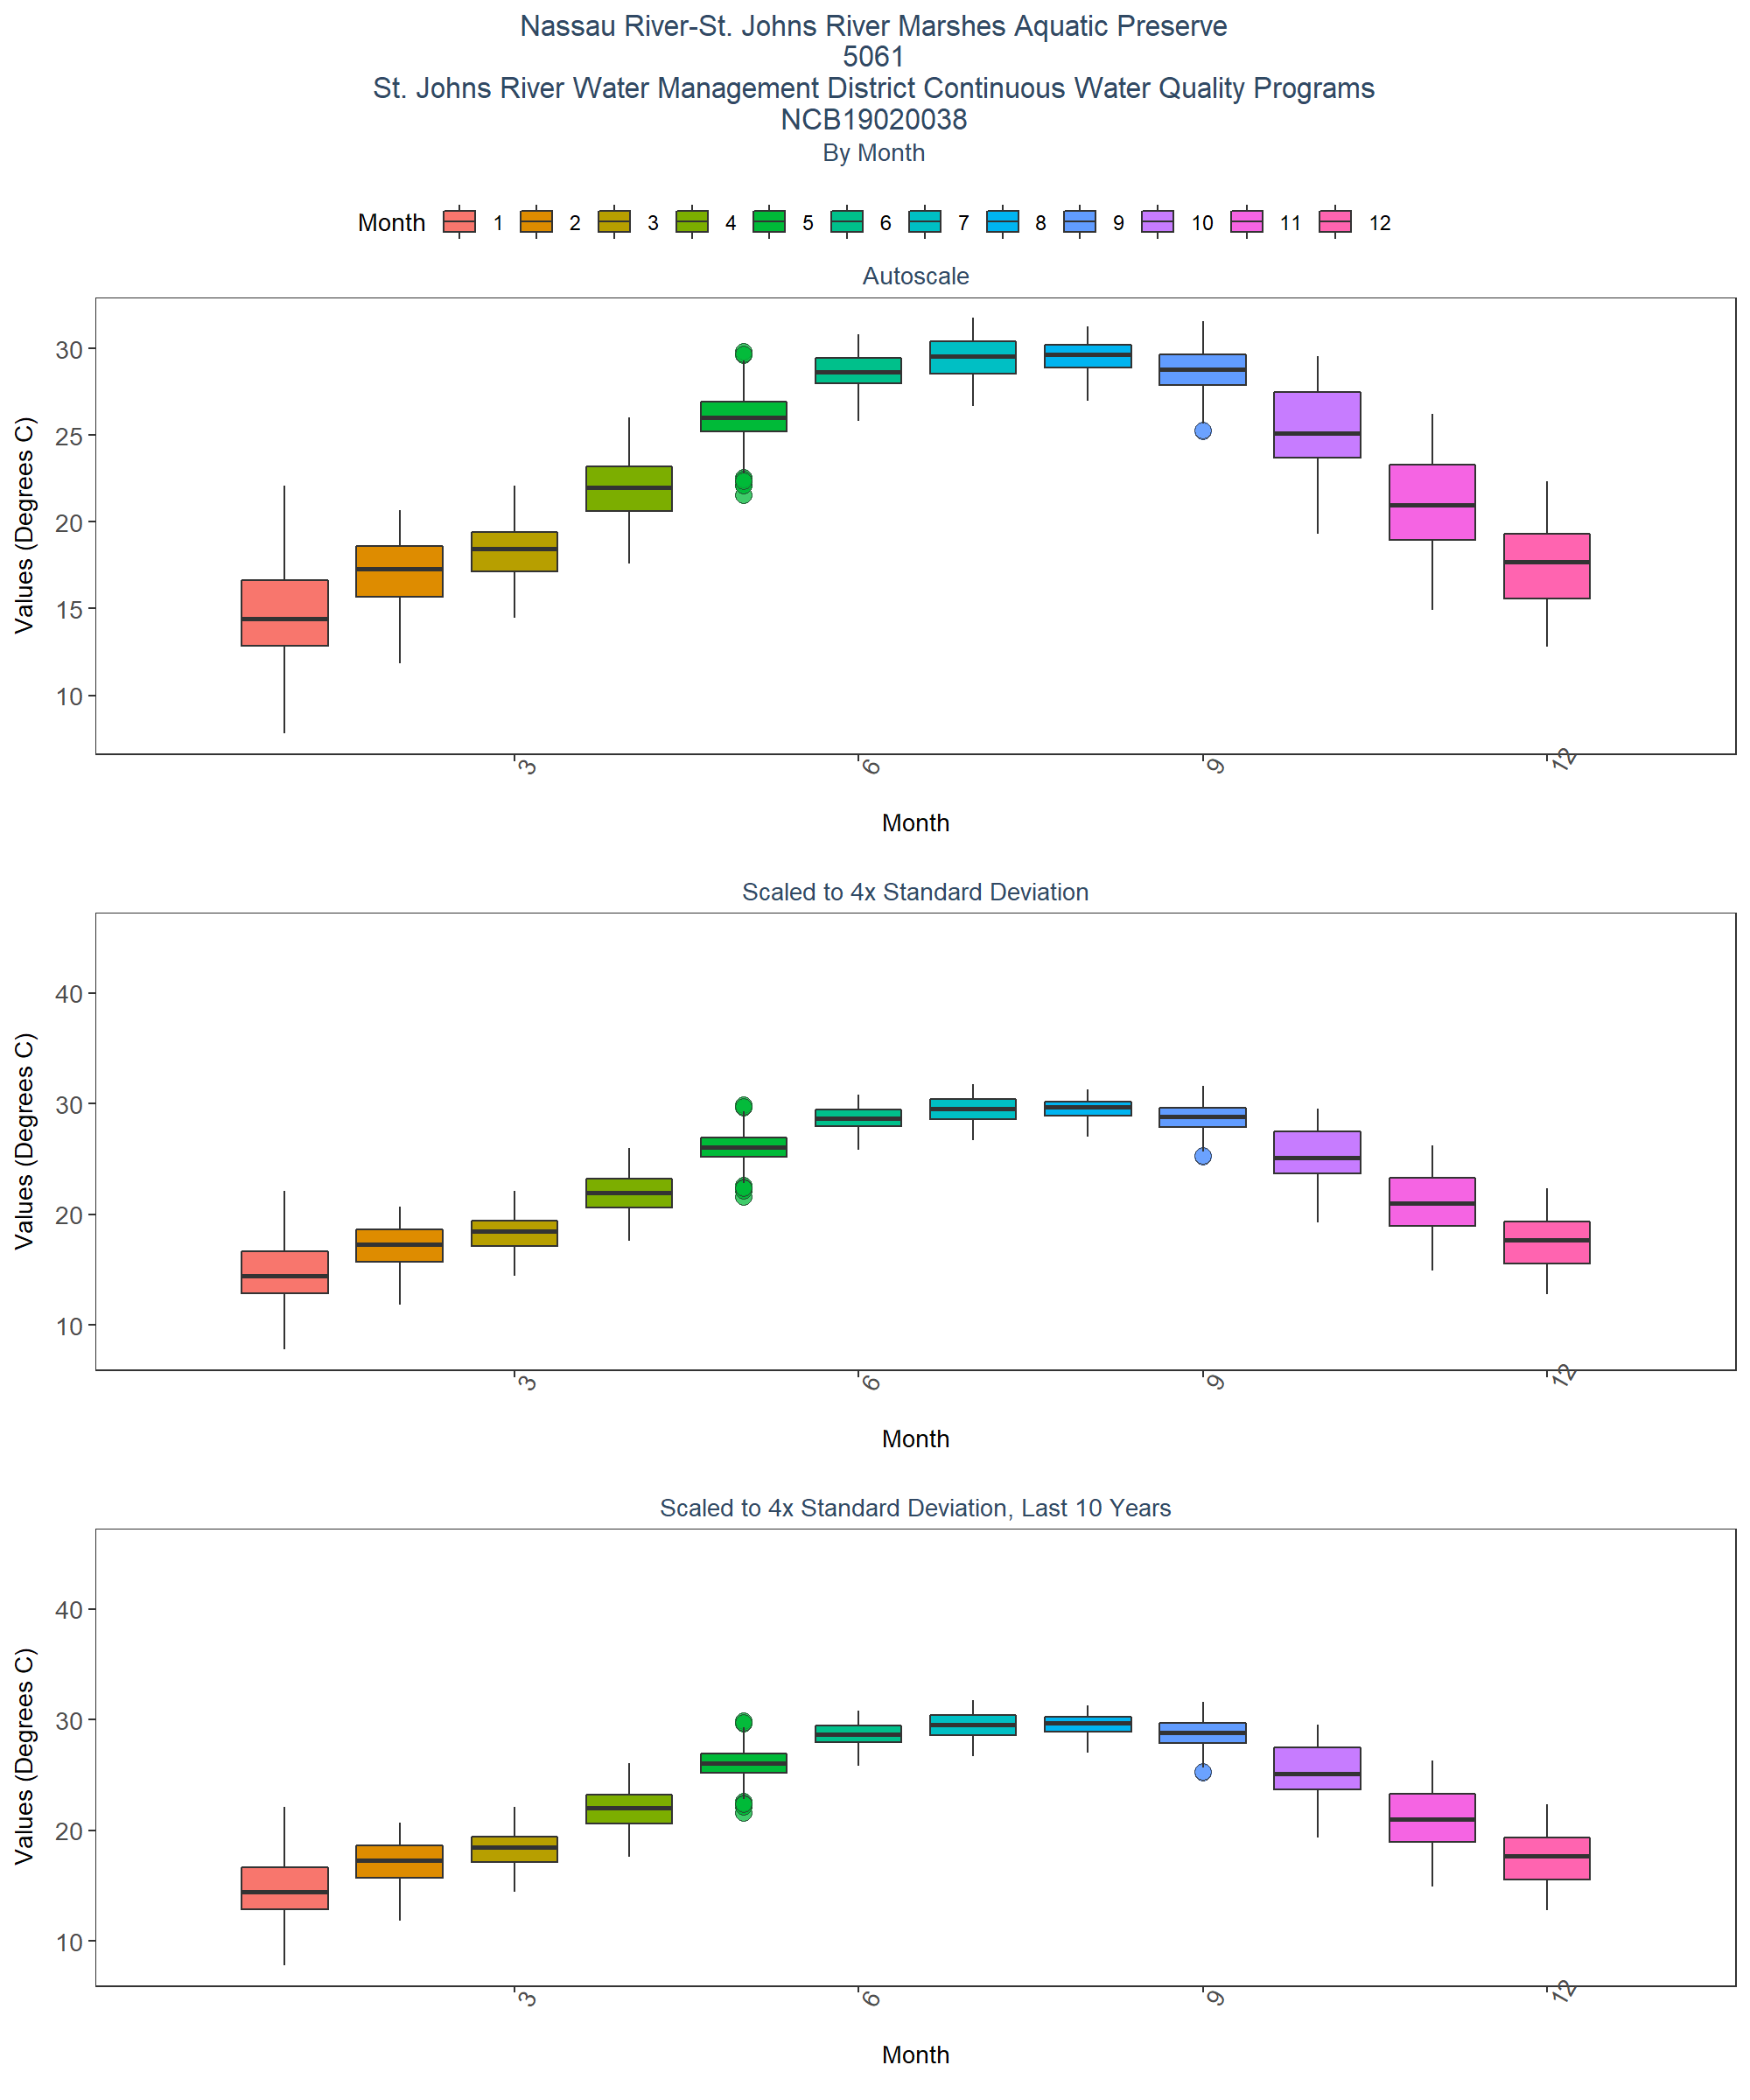 Nassau River-St. Johns River Marshes Aquatic Preserve
5061
St. Johns River Water Management District Continuous Water Quality Programs
NCB19020038
By Month
Month 1 2 3 4 5 6 7 8 9 10 11 12
Autoscale
Values (Degrees C)
30
25
20
15
10
3 6 9 12
Month
Scaled to 4x Standard Deviation
Values (Degrees C)
40
30
20
10
3 6 9 12
Month
Scaled to 4x Standard Deviation, Last 10 Years
Values (Degrees C)
40
30
20
10
3 6 9 12
Month